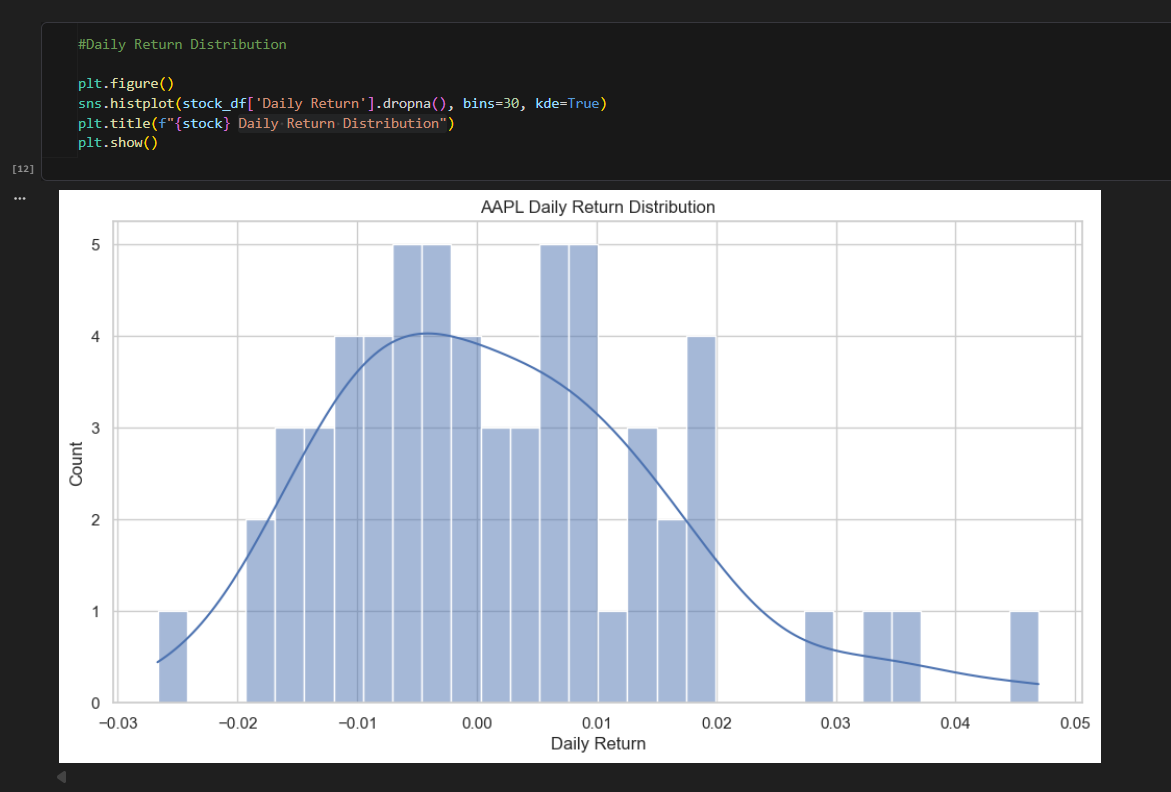 #Daily Return Distribution
plt.figure()
sns.histplot(stock_df['Daily Return'].dropna(), bins=30, kde=True)
plt.title(f"{stock} Daily Return Distribution")
plt.show()
[12]
...
AAPL Daily Return Distribution
5
4
3
2
1
0
Count
−0.03 −0.02 −0.01 0.00 0.01 0.02 0.03 0.04 0.05
Daily Return